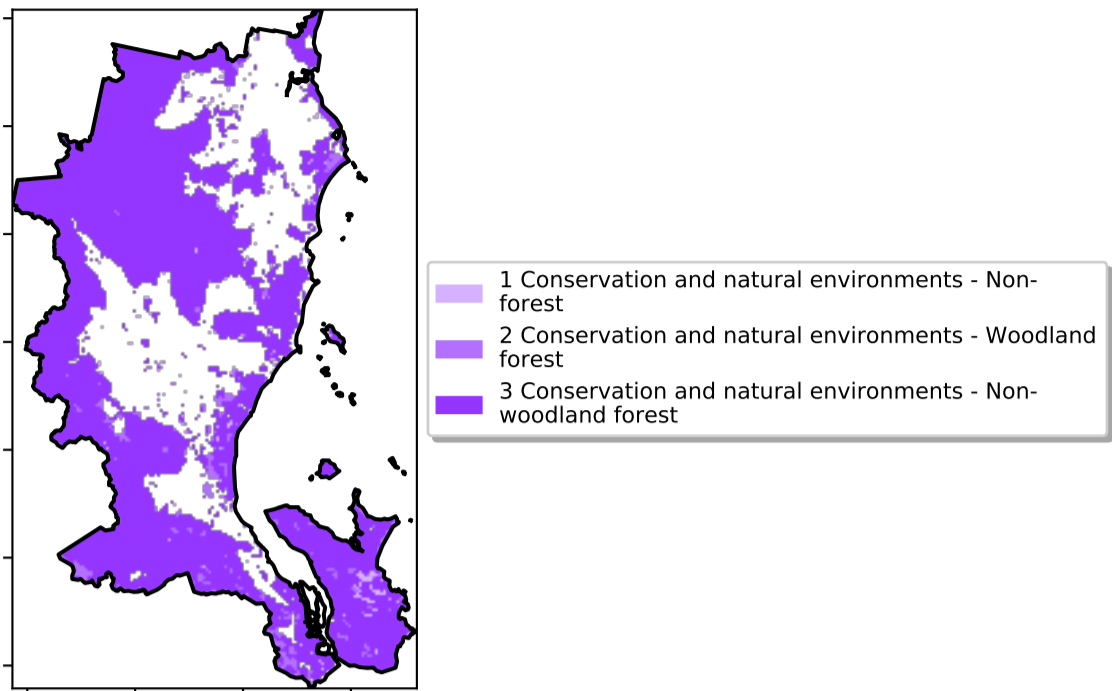 1 Conservation and natural environments - Non-
forest
2 Conservation and natural environments - Woodland
forest
3 Conservation and natural environments - Non-
woodland forest